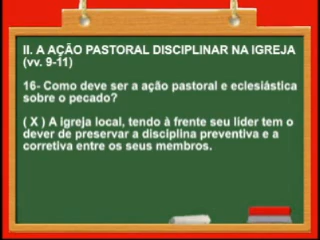 II. A AÇÃO PASTORAL DISCIPLINAR NA IGREJA
(vv. 9-11)
16- Como deve ser a ação pastoral e eclesiástica
sobre o pecado?
( X ) A igreja local, tendo à frente seu líder tem o
dever de preservar a disciplina preventiva e a
corretiva entre os seus membros.